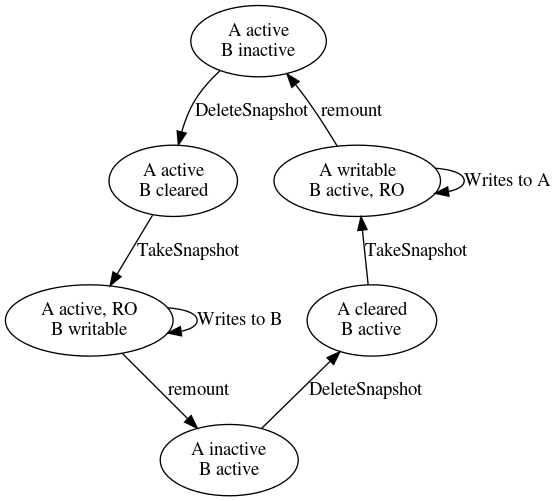 A active
B inactive
DeleteSnapshot
remount
A active
B cleared
A writable
B active, RO
Writes to A
TakeSnapshot
TakeSnapshot
A active, RO
B writable
Writes to B
A cleared
B active
remount
DeleteSnapshot
A inactive
B active